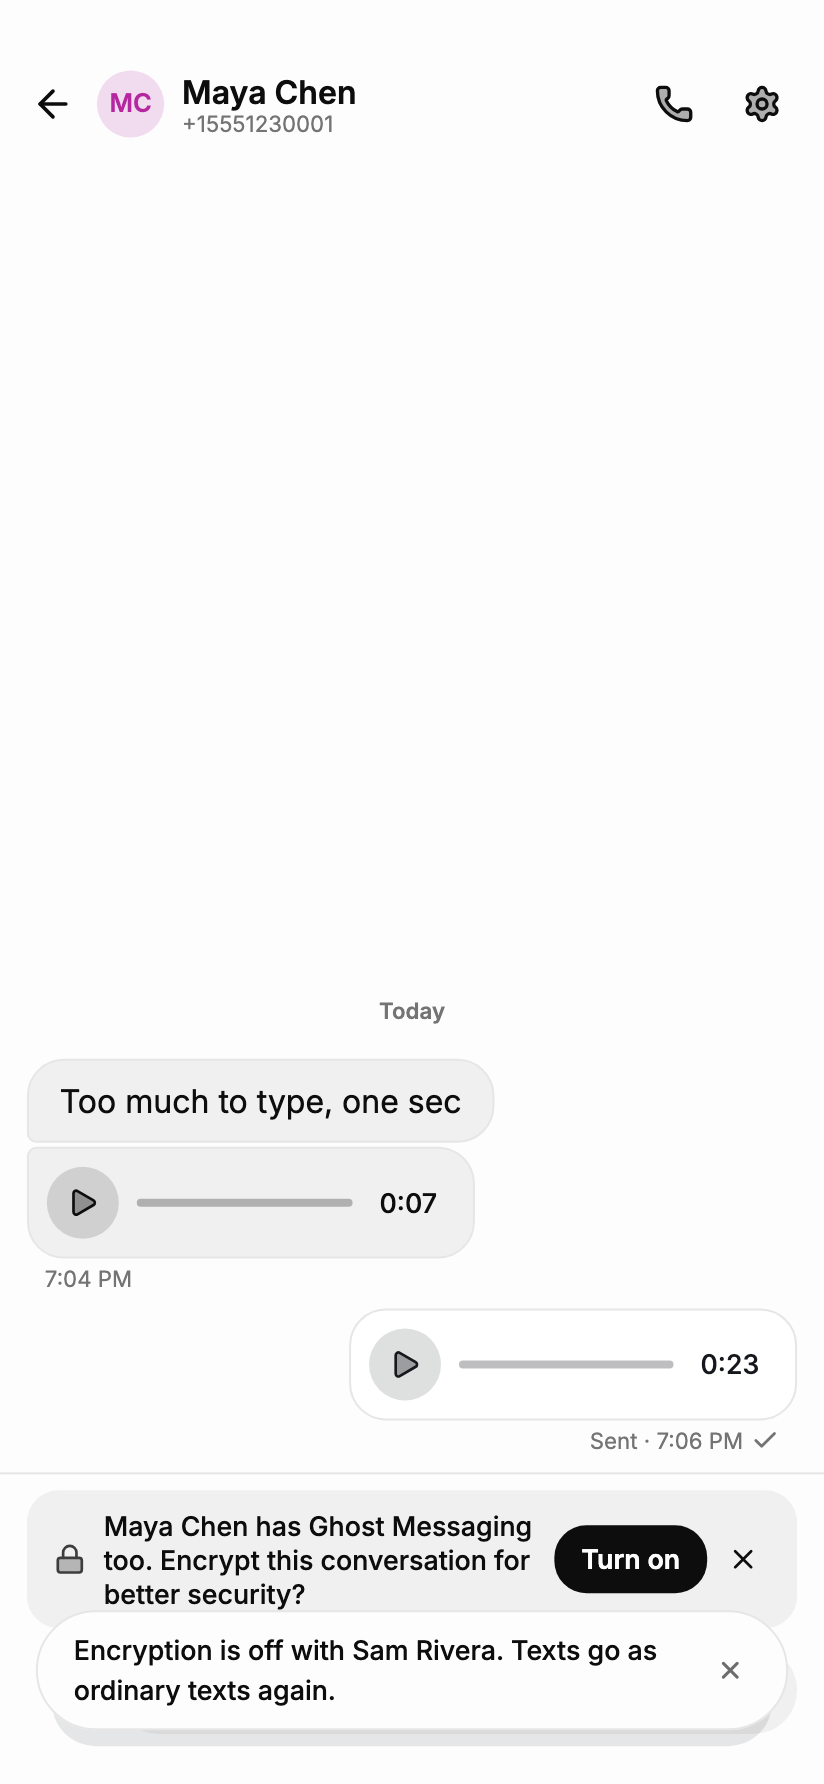 MC
Maya Chen
+15551230001
Today
Too much to type, one sec
0:07
7:04 PM
0:23
Sent · 7:06 PM
Maya Chen has Ghost Messaging
too. Encrypt this conversation for
better security?
Turn on
Encryption is off with Sam Rivera. Texts go as
ordinary texts again.